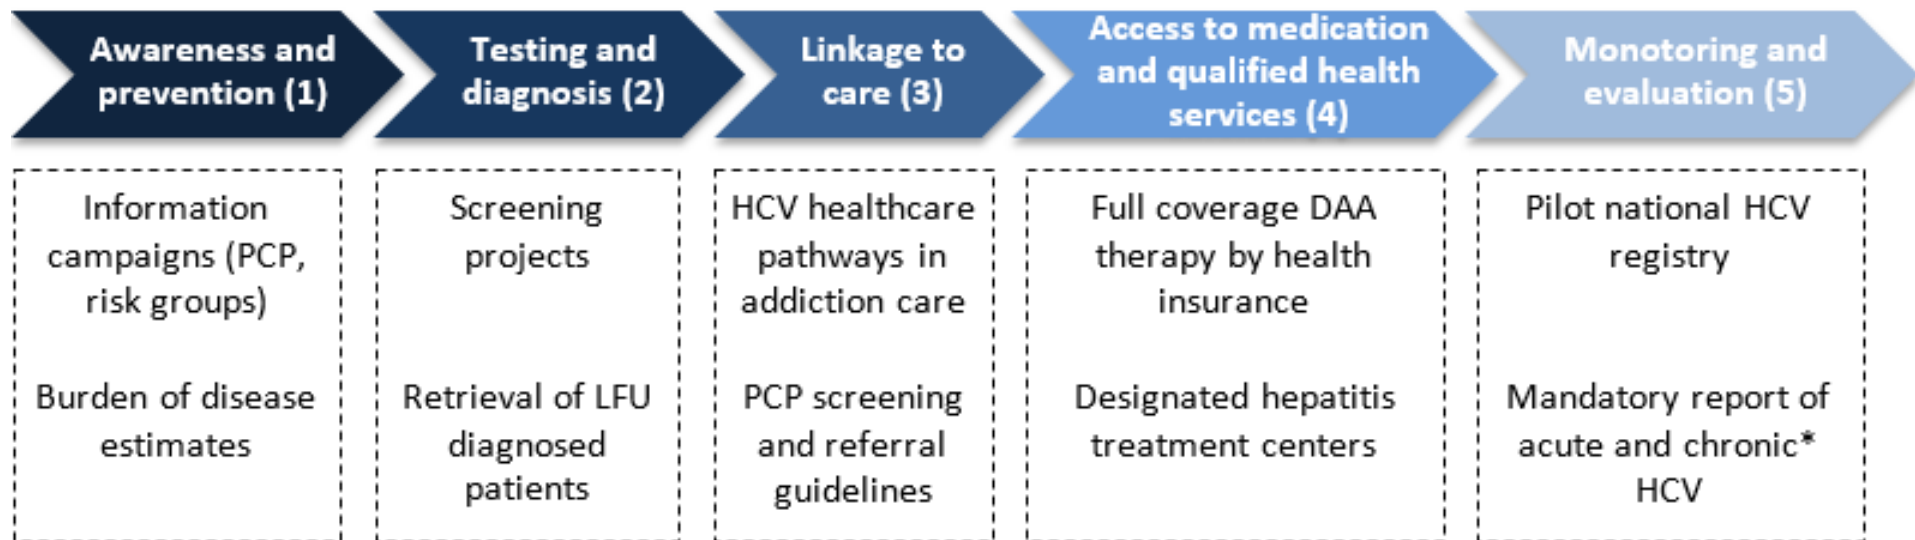 Awareness and
prevention (1)
Testing and
diagnosis (2)
Linkage to
care (3)
Access to medication
and qualified health
services (4)
Monotoring and
evaluation (5)
Information
campaigns (PCP,
risk groups)
Burden of disease
estimates
Screening
projects
Retrieval of LFU
diagnosed
patients
HCV healthcare
pathways in
addiction care
PCP screening
and referral
guidelines
Full coverage DAA
therapy by health
insurance
Designated hepatitis
treatment centers
Pilot national HCV
registry
Mandatory report of
acute and chronic*
HCV